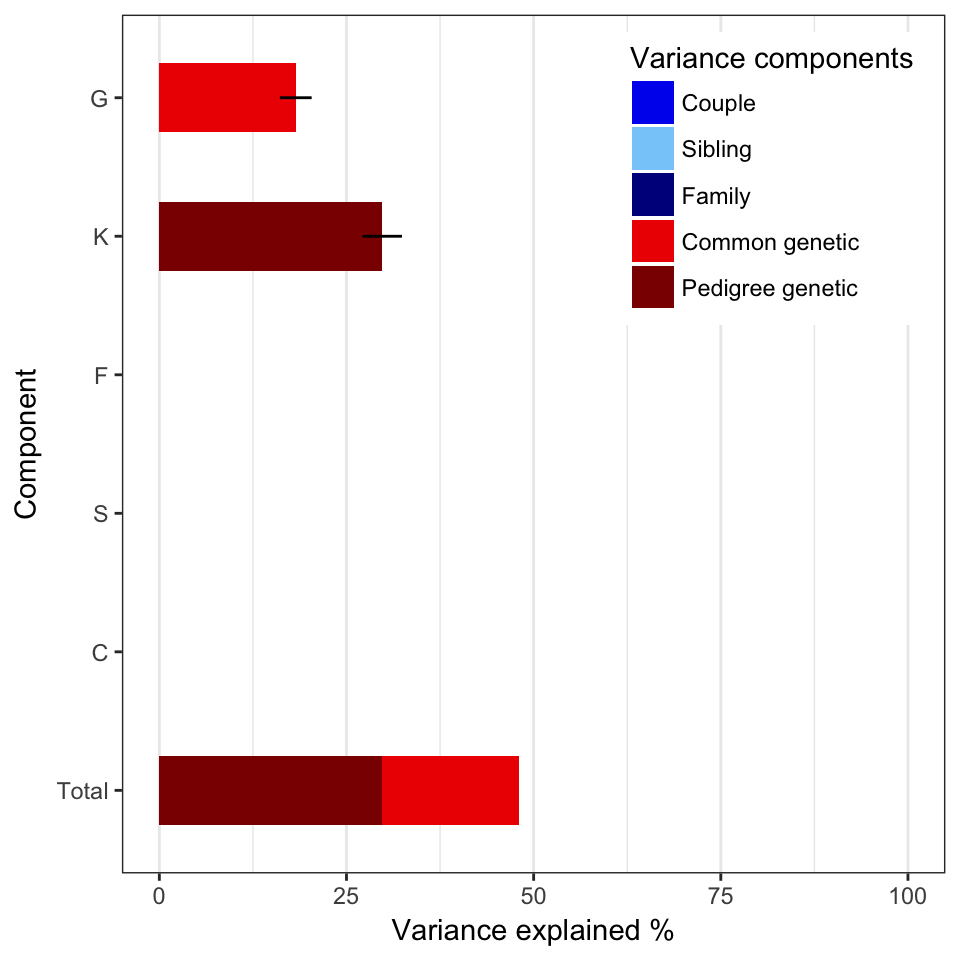 Variance components
Couple
Sibling
Family
Common genetic
Pedigree genetic
G
K
F
S
C
Total
Component
0 25 50 75 100
Variance explained %